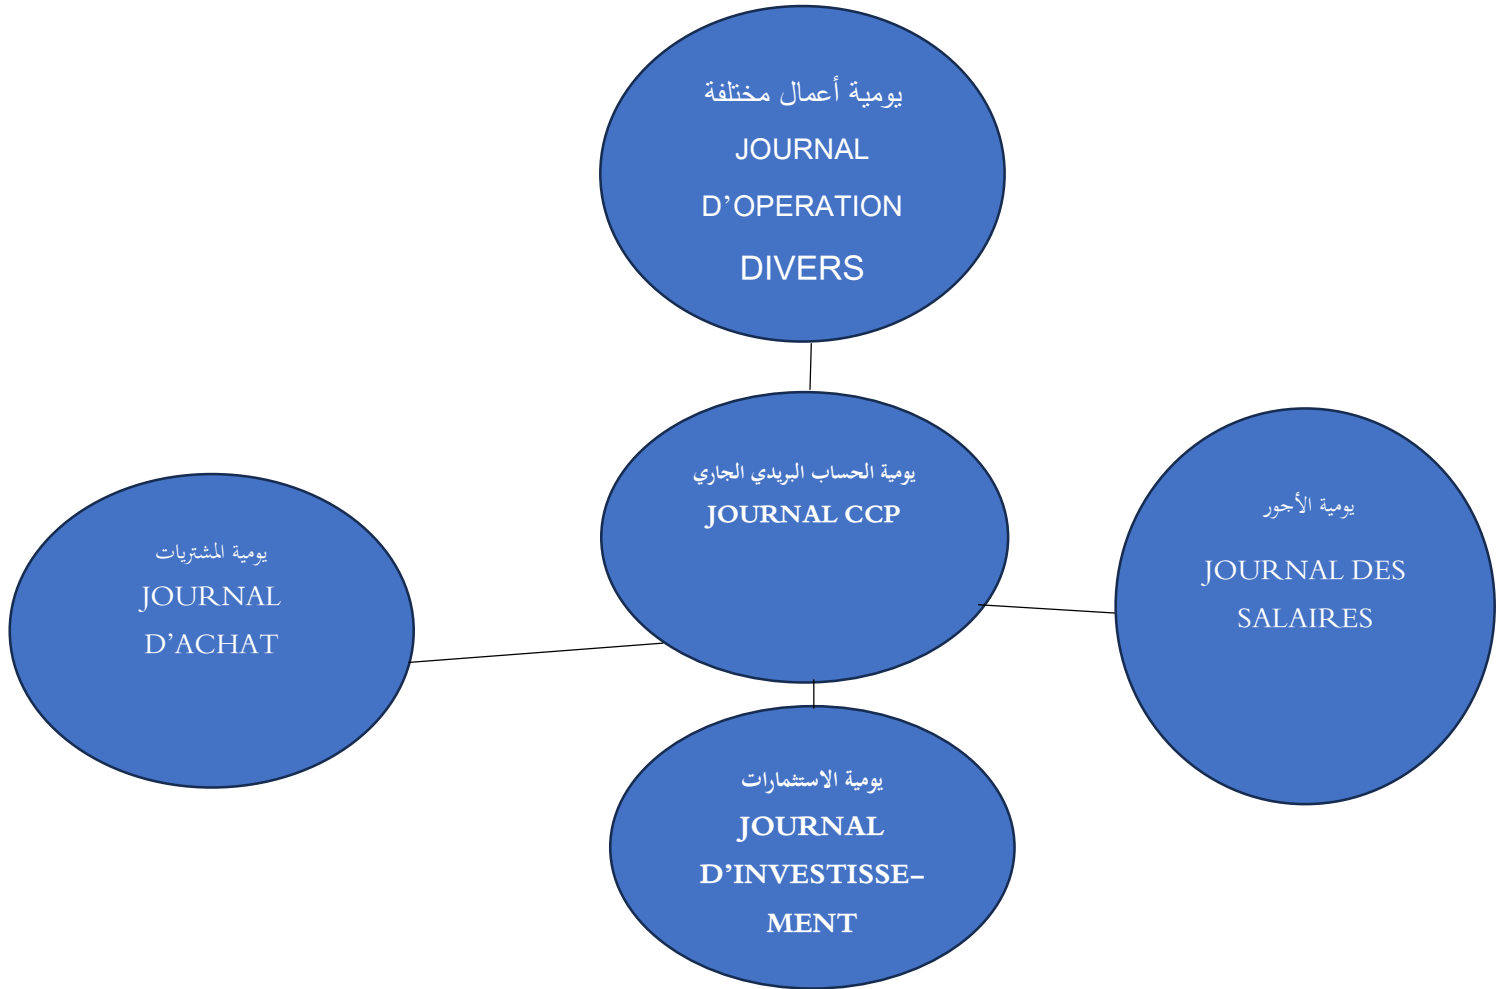 يومية أعمال مختلفة
JOURNAL
D’OPERATION
DIVERS
يومية الحساب البريدي الجاري
JOURNAL CCP
يومية الأجور
JOURNAL DES
SALAIRES
يومية المشتريات
JOURNAL
D’ACHAT
يومية الاستثمارات
JOURNAL
D’INVESTISSE-
MENT